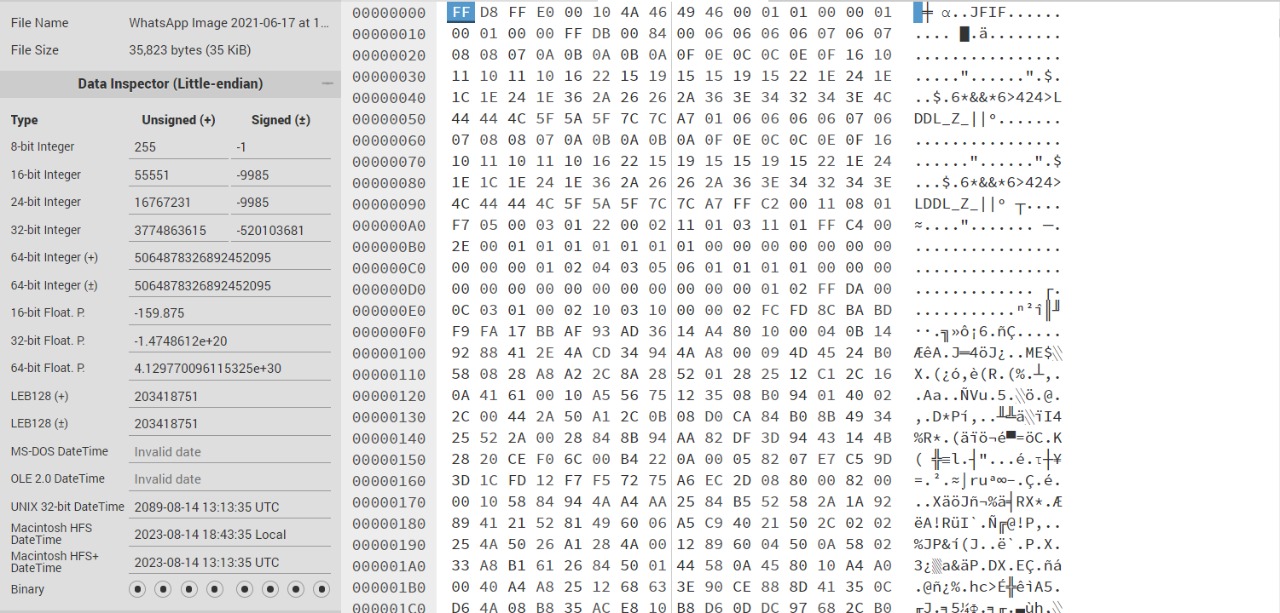 File Name WhatsApp Image 2021-06-17 at 1...
File Size 35,823 bytes (35 KiB)
Data Inspector (Little-endian)
Type Unsigned (+) Signed (±)
8-bit Integer 255 -1
16-bit Integer 55551 -9985
24-bit Integer 16767231 -9985
32-bit Integer 3774863615 -520103681
64-bit Integer (+) 5064878326892452095
64-bit Integer (±) 5064878326892452095
16-bit Float. P. -159.875
32-bit Float. P. -1.4748612e+20
64-bit Float. P. 4.129770096115325e+30
LEB128 (+) 203418751
LEB128 (±) 203418751
MS-DOS DateTime Invalid date
OLE 2.0 DateTime Invalid date
UNIX 32-bit DateTime 2089-08-14 13:13:35 UTC
Macintosh HFS DateTime 2023-08-14 18:43:35 Local
Macintosh HFS+ DateTime 2023-08-14 13:13:35 UTC
Binary
00000000 FF D8 FF E0 00 10 4A 46 49 46 00 01 01 00 00 01 █╪ α..JFIF......
00000010 00 01 00 00 FF DB 00 84 00 06 06 06 06 07 06 07 .... █.ä........
00000020 08 08 07 0A 0B 0A 0B 0A 0F 0E 0C 0C 0E 0F 16 10 ................
00000030 11 10 11 10 16 22 15 19 15 15 19 15 22 1E 24 1E ....."......".$.
00000040 1C 1E 24 1E 36 2A 26 26 2A 36 3E 34 32 34 3E 4C ..$.6*&&*6>424>L
00000050 44 44 4C 5F 5A 5F 7C 7C A7 01 06 06 06 06 07 06 DDL_Z_||º.......
00000060 07 08 08 07 0A 0B 0A 0B 0A 0F 0E 0C 0C 0E 0F 16 ................
00000070 10 11 10 11 10 16 22 15 19 15 15 19 15 22 1E 24 ......"......".$
00000080 1E 1C 1E 24 1E 36 2A 26 26 2A 36 3E 34 32 34 3E ...$.6*&&*6>424>
00000090 4C 44 44 4C 5F 5A 5F 7C 7C A7 FF C2 00 11 08 01 LDDL_Z_||º ┬....
000000A0 F7 05 00 03 01 22 00 02 11 01 03 11 01 FF C4 00 ≈...."....... ─.
000000B0 2E 00 01 01 01 01 01 01 01 00 00 00 00 00 00 00 ................
000000C0 00 00 00 01 02 04 03 05 06 01 01 01 01 00 00 00 ................
000000D0 00 00 00 00 00 00 00 00 00 00 01 02 FF DA 00 ............. ┌.
000000E0 0C 03 01 00 02 10 03 10 00 00 02 FC FD 8C BA BD ...........ⁿ²î║╜
000000F0 F9 FA 17 BB AF 93 AD 36 14 A4 80 10 00 04 0B 14 ∙·.╗»ô¡6.ñÇ.....
00000100 92 88 41 2E 4A CD 34 94 4A A8 00 09 4D 45 24 B0 ÆêA.J═4öJ¿..ME$░
00000110 58 08 28 A8 A2 2C 8A 28 52 01 28 25 12 C1 2C 16 X.(¿ó,è(R.(%.┴,.
00000120 0A 41 61 00 10 A5 56 75 12 35 08 B0 94 01 40 02 .Aa..ÑVu.5.░ö.@.
00000130 2C 00 44 2A 50 A1 2C 0B 08 D0 CA 84 B0 8B 49 34 ,.D*Pí,..╨╩ä░ïI4
00000140 25 52 2A 00 28 84 8B 94 AA 82 DF 3D 94 43 14 4B %R*.(äïö¬é▀=öC.K
00000150 28 20 CE F0 6C 00 B4 22 0A 00 05 82 07 E7 C5 9D ( ╬≡l.┤"...é.τ┼¥
00000160 3D 1C FD 12 F7 F5 72 75 A6 EC 2D 08 80 00 82 00 =.².≈⌡ruª∞-.Ç.é.
00000170 00 10 58 84 94 4A A4 AA 25 84 B5 52 58 2A 1A 92 ..XäöJñ¬%ä╡RX*.Æ
00000180 89 41 21 52 81 49 60 06 A5 C9 40 21 50 2C 02 02 ëA!RüI`.Ñ╔@!P,..
00000190 25 4A 50 26 A1 28 4A 00 12 89 60 04 50 0A 58 02 %JP&í(J..ë`.P.X.
000001A0 33 A8 B1 61 26 84 50 01 44 58 0A 45 80 10 A4 A0 3¿▒a&äP.DX.EÇ.ñá
000001B0 00 40 A4 A8 25 12 68 63 3E 90 CE 88 8D 41 35 0C .@ñ¿%.hc>É╬êìA5.
000001C0 D6 4A 08 B8 35 AC E8 10 B8 D6 0D DC 97 68 2C B0 ╓J.╕5¼Φ.╕╓.▄ùh,░